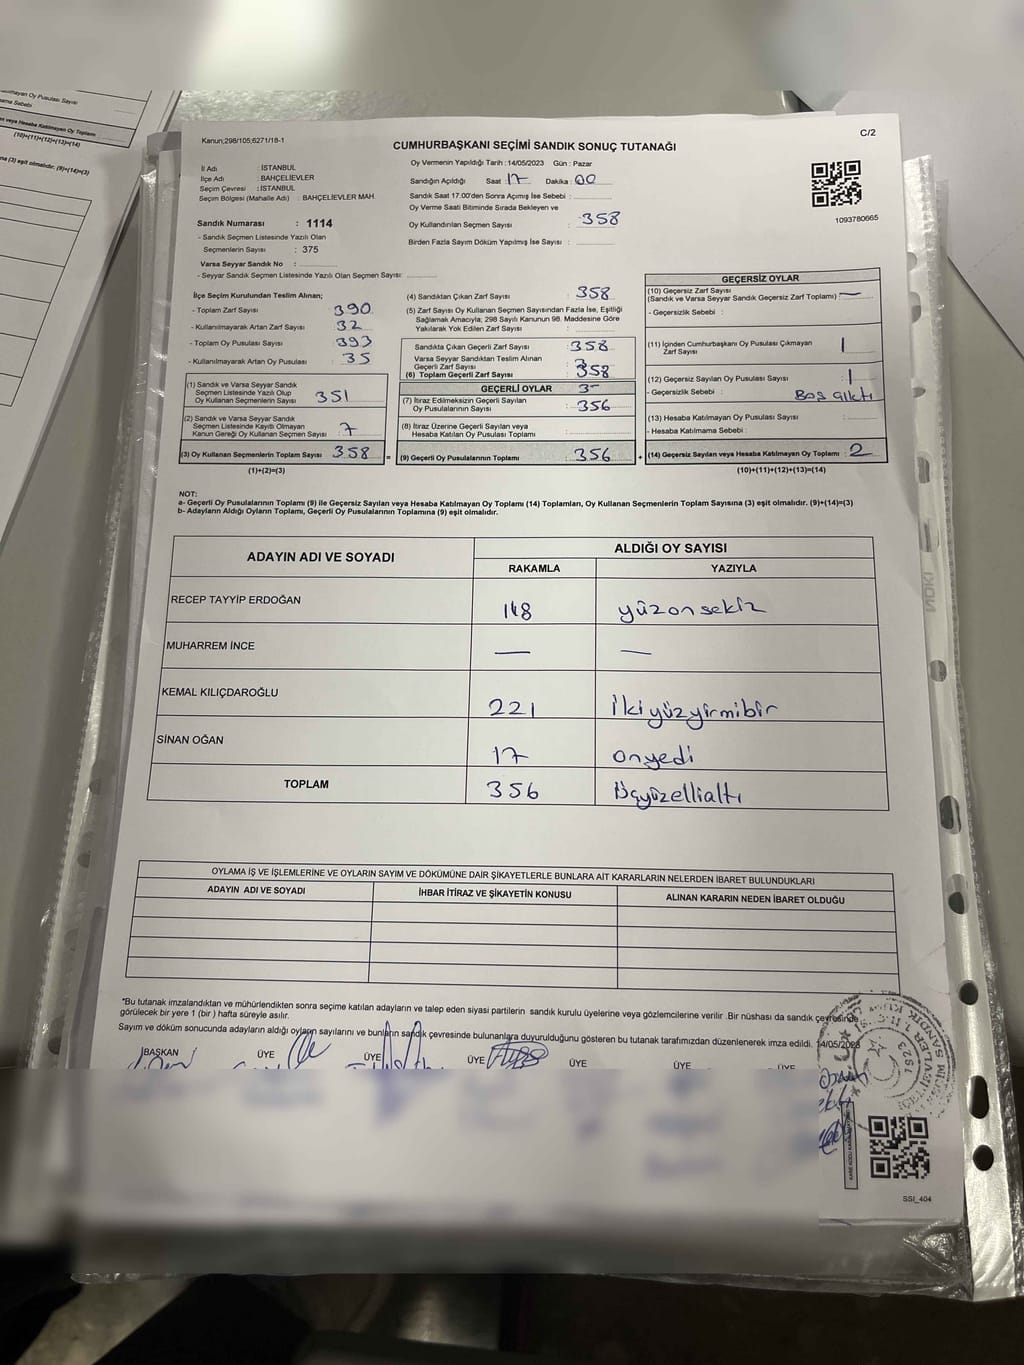 Kanun;298/105;6271/18-1
C/2
CUMHURBAŞKANI SEÇİMİ SANDIK SONUÇ TUTANAĞI
İl Adı : İSTANBUL
İlçe Adı : BAHÇELİEVLER
Seçim Çevresi : İSTANBUL
Seçim Bölgesi (Mahalle Adı) : BAHÇELİEVLER MAH.
Oy Vermenin Yapıldığı Tarih : 14/05/2023 Gün : Pazar
Sandığın Açıldığı Saat : 17 Dakika : 00
Sandık Saat 17.00'den Sonra Açımış İse Sebebi :
Oy Verme Saati Bitiminde Sırada Bekleyen ve
Oy Kullandırılan Seçmen Sayısı : 358
Birden Fazla Sayım Döküm Yapılmış İse Sayısı :
1093780665
Sandık Numarası : 1114
- Sandık Seçmen Listesinde Yazılı Olan
Seçmenlerin Sayısı : 375
Varsa Seyyar Sandık No :
- Seyyar Sandık Seçmen Listesinde Yazılı Olan Seçmen Sayısı:
İlçe Seçim Kurulundan Teslim Alınan;
- Toplam Zarf Sayısı : 390
- Kullanılmayarak Artan Zarf Sayısı : 32
- Toplam Oy Pusulası Sayısı : 393
- Kullanılmayarak Artan Oy Pusulası : 35
(1) Sandık ve Varsa Seyyar Sandık
Seçmen Listesinde Yazılı Olup
Oy Kullanan Seçmenlerin Sayısı : 351
(2) Sandık ve Varsa Seyyar Sandık
Seçmen Listesinde Kayıtlı Olmayan
Kanun Gereği Oy Kullanan Seçmen Sayısı : 7
(3) Oy Kullanan Seçmenlerin Toplam Sayısı : 358
(1)+(2)=(3)
(4) Sandıktan Çıkan Zarf Sayısı : 358
(5) Zarf Sayısı Oy Kullanan Seçmen Sayısından Fazla İse, Eşitliği
Sağlamak Amacıyla; 298 Sayılı Kanunun 98. Maddesine Göre
Yakılarak Yok Edilen Zarf Sayısı :
Sandıkta Çıkan Geçerli Zarf Sayısı : 358
Varsa Seyyar Sandıktan Teslim Alınan
Geçerli Zarf Sayısı :
(6) Toplam Geçerli Zarf Sayısı : 358
GEÇERLİ OYLAR
(7) İtiraz Edilmeksizin Geçerli Sayılan
Oy Pusulalarının Sayısı : 356
(8) İtiraz Üzerine Geçerli Sayılan veya
Hesaba Katılan Oy Pusulası Toplamı :
= (9) Geçerli Oy Pusulalarının Toplamı : 356
GEÇERSİZ OYLAR
(10) Geçersiz Zarf Sayısı
(Sandık ve Varsa Seyyar Sandık Geçersiz Zarf Toplamı) : —
- Geçersizlik Sebebi :
(11) İçinden Cumhurbaşkanı Oy Pusulası Çıkmayan
Zarf Sayısı : 1
(12) Geçersiz Sayılan Oy Pusulası Sayısı : 1
- Geçersizlik Sebebi : Boş çıktı
(13) Hesaba Katılmayan Oy Pusulası Sayısı :
- Hesaba Katılmama Sebebi :
+ (14) Geçersiz Sayılan veya Hesaba Katılmayan Oy Toplamı : 2
(10)+(11)+(12)+(13)=(14)
NOT:
a- Geçerli Oy Pusulalarının Toplamı (9) ile Geçersiz Sayılan veya Hesaba Katılmayan Oy Toplamı (14) Toplamları, Oy Kullanan Seçmenlerin Toplam Sayısına (3) eşit olmalıdır. (9)+(14)=(3)
b- Adayların Aldığı Oyların Toplamı, Geçerli Oy Pusulalarının Toplamına (9) eşit olmalıdır.
ADAYIN ADI VE SOYADI
ALDIĞI OY SAYISI
RAKAMLA YAZIYLA
RECEP TAYYİP ERDOĞAN 118 yüzonsekiz
MUHARREM İNCE — —
KEMAL KILIÇDAROĞLU 221 İkiyüzyirmibir
SİNAN OĞAN 17 onyedi
TOPLAM 356 Üçyüzellialtı
OYLAMA İŞ VE İŞLEMLERİNE VE OYLARIN SAYIM VE DÖKÜMÜNE DAİR ŞİKAYETLERLE BUNLARA AİT KARARLARIN NELERDEN İBARET BULUNDUKLARI
ADAYIN ADI VE SOYADI İHBAR İTİRAZ VE ŞİKAYETİN KONUSU ALINAN KARARIN NEDEN İBARET OLDUĞU
*Bu tutanak imzalandıktan ve mühürlendikten sonra seçime katılan adayların ve talep eden siyasi partilerin sandık kurulu üyelerine veya gözlemcilerine verilir .Bir nüshası da sandık çevresinde
görülecek bir yere 1 (bir ) hafta süreyle asılır.
Sayım ve döküm sonucunda adayların aldığı oyların sayılarını ve bunların sandık çevresinde bulunanlara duyurulduğunu gösteren bu tutanak tarafımızdan düzenlenerek imza edildi. 14/05/2023
BAŞKAN ÜYE ÜYE ÜYE ÜYE ÜYE ÜYE
SSI_404